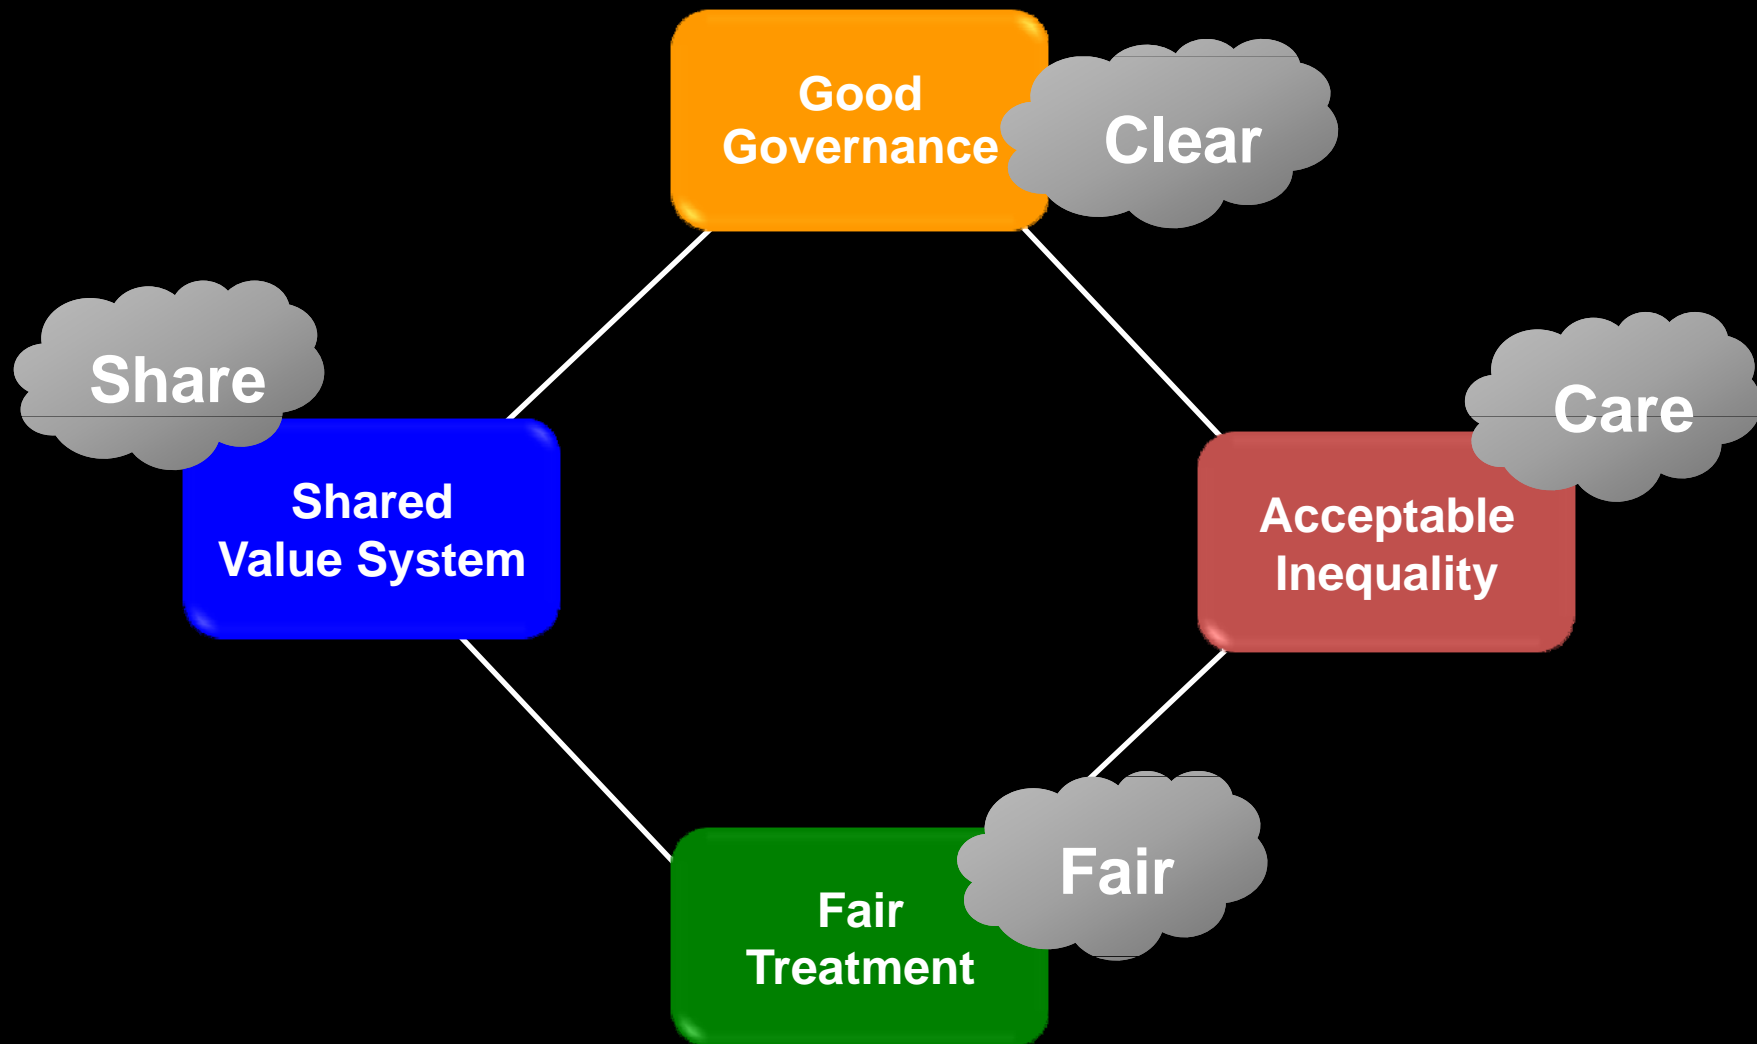 Good
Governance
Clear
Share
Care
Shared
Value System
Acceptable
Inequality
Fair
Fair
Treatment